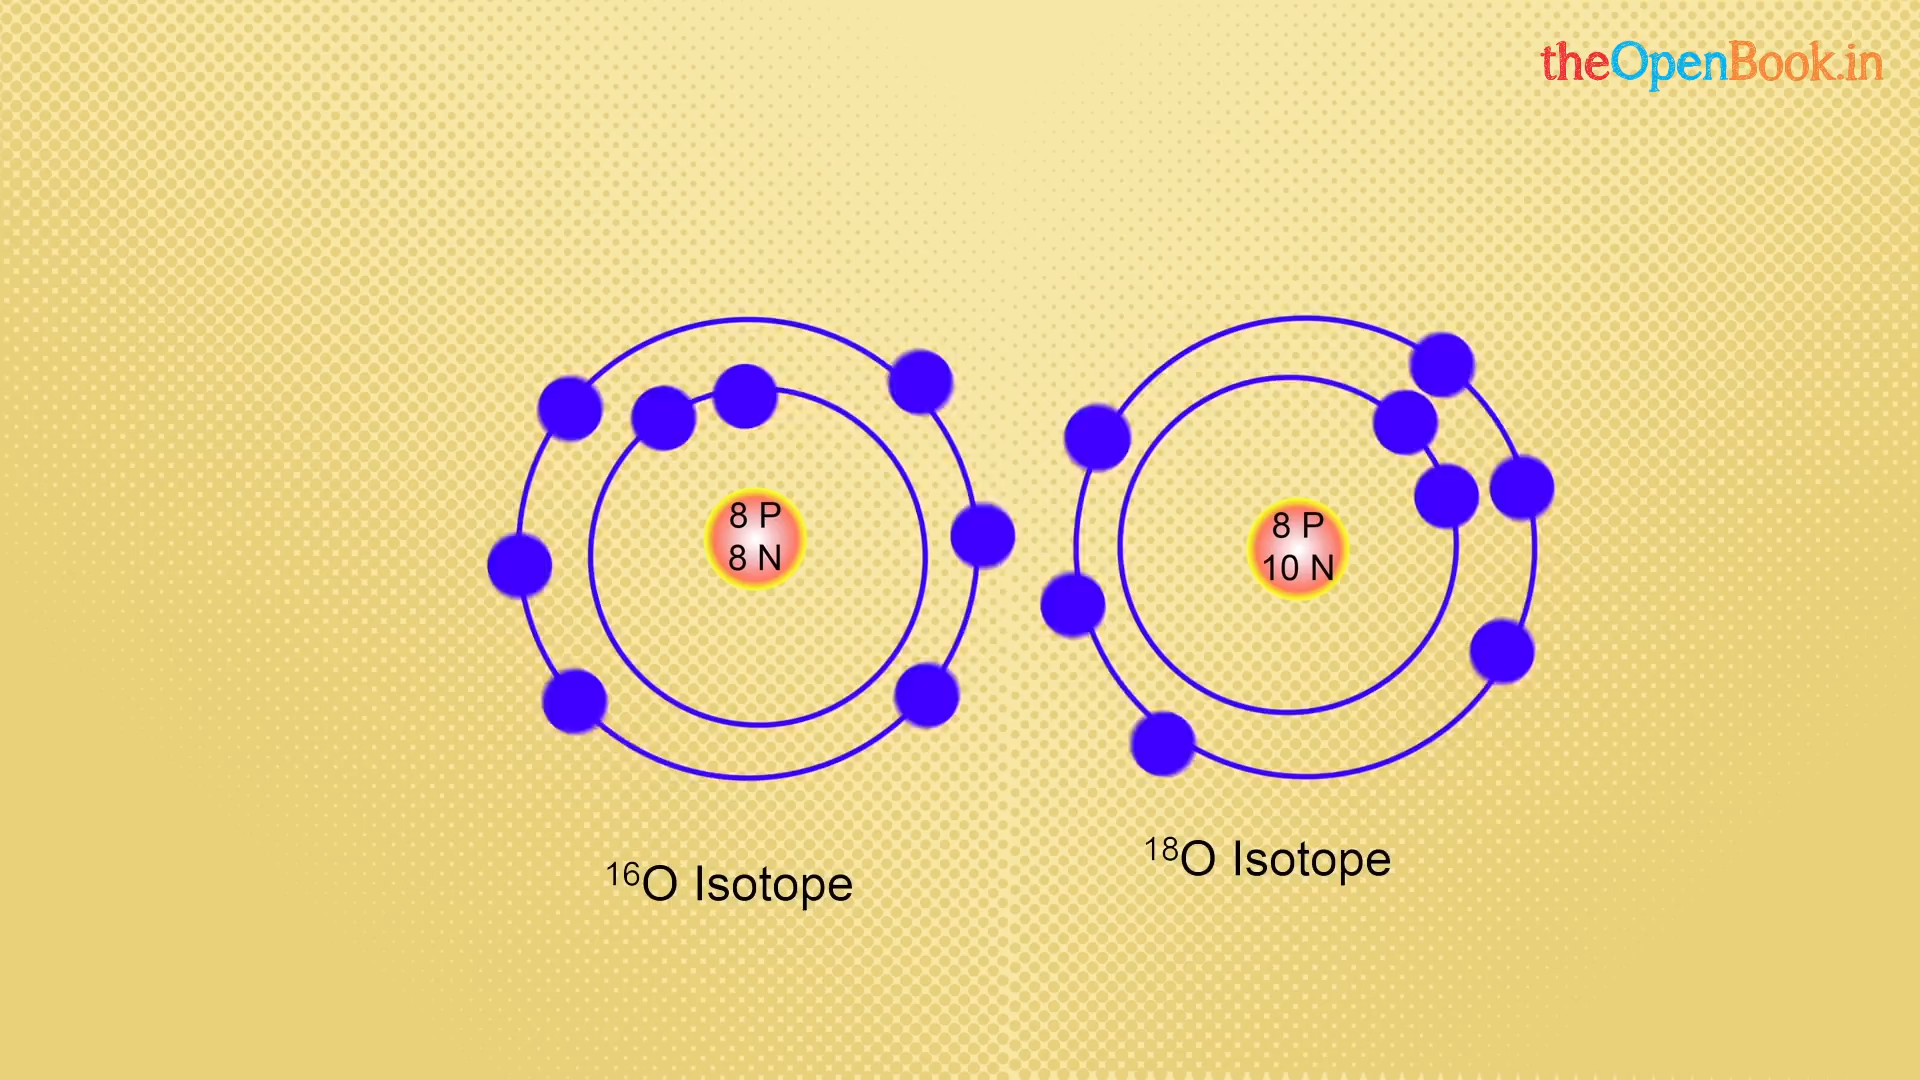 theOpenBook.in
8 P
8 N
8 P
10 N
¹⁶O Isotope
¹⁸O Isotope